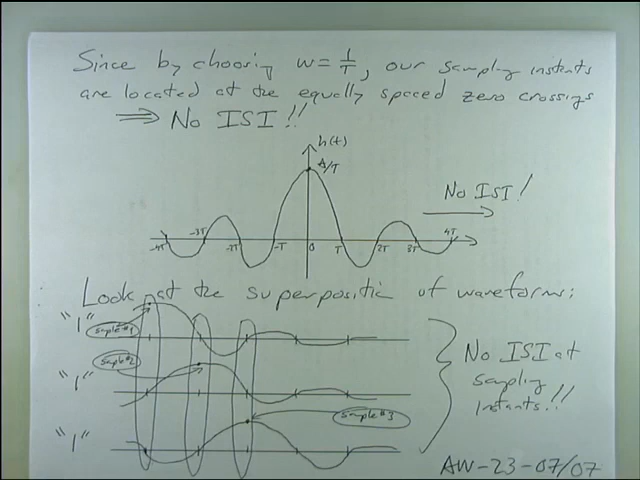 Since by choosing w = 1/T, our sampling instants
are located at the equally spaced zero crossings
⟹ No ISI!!
h(t)
A/T
No ISI!
-4T -3T -2T -T 0 T 2T 3T 4T
Look at the superposition of waveforms:
"1"
sample #1
sample #2
"1"
sample #3
"1"
No ISI at
sampling
instants!!
AW-23-07/07